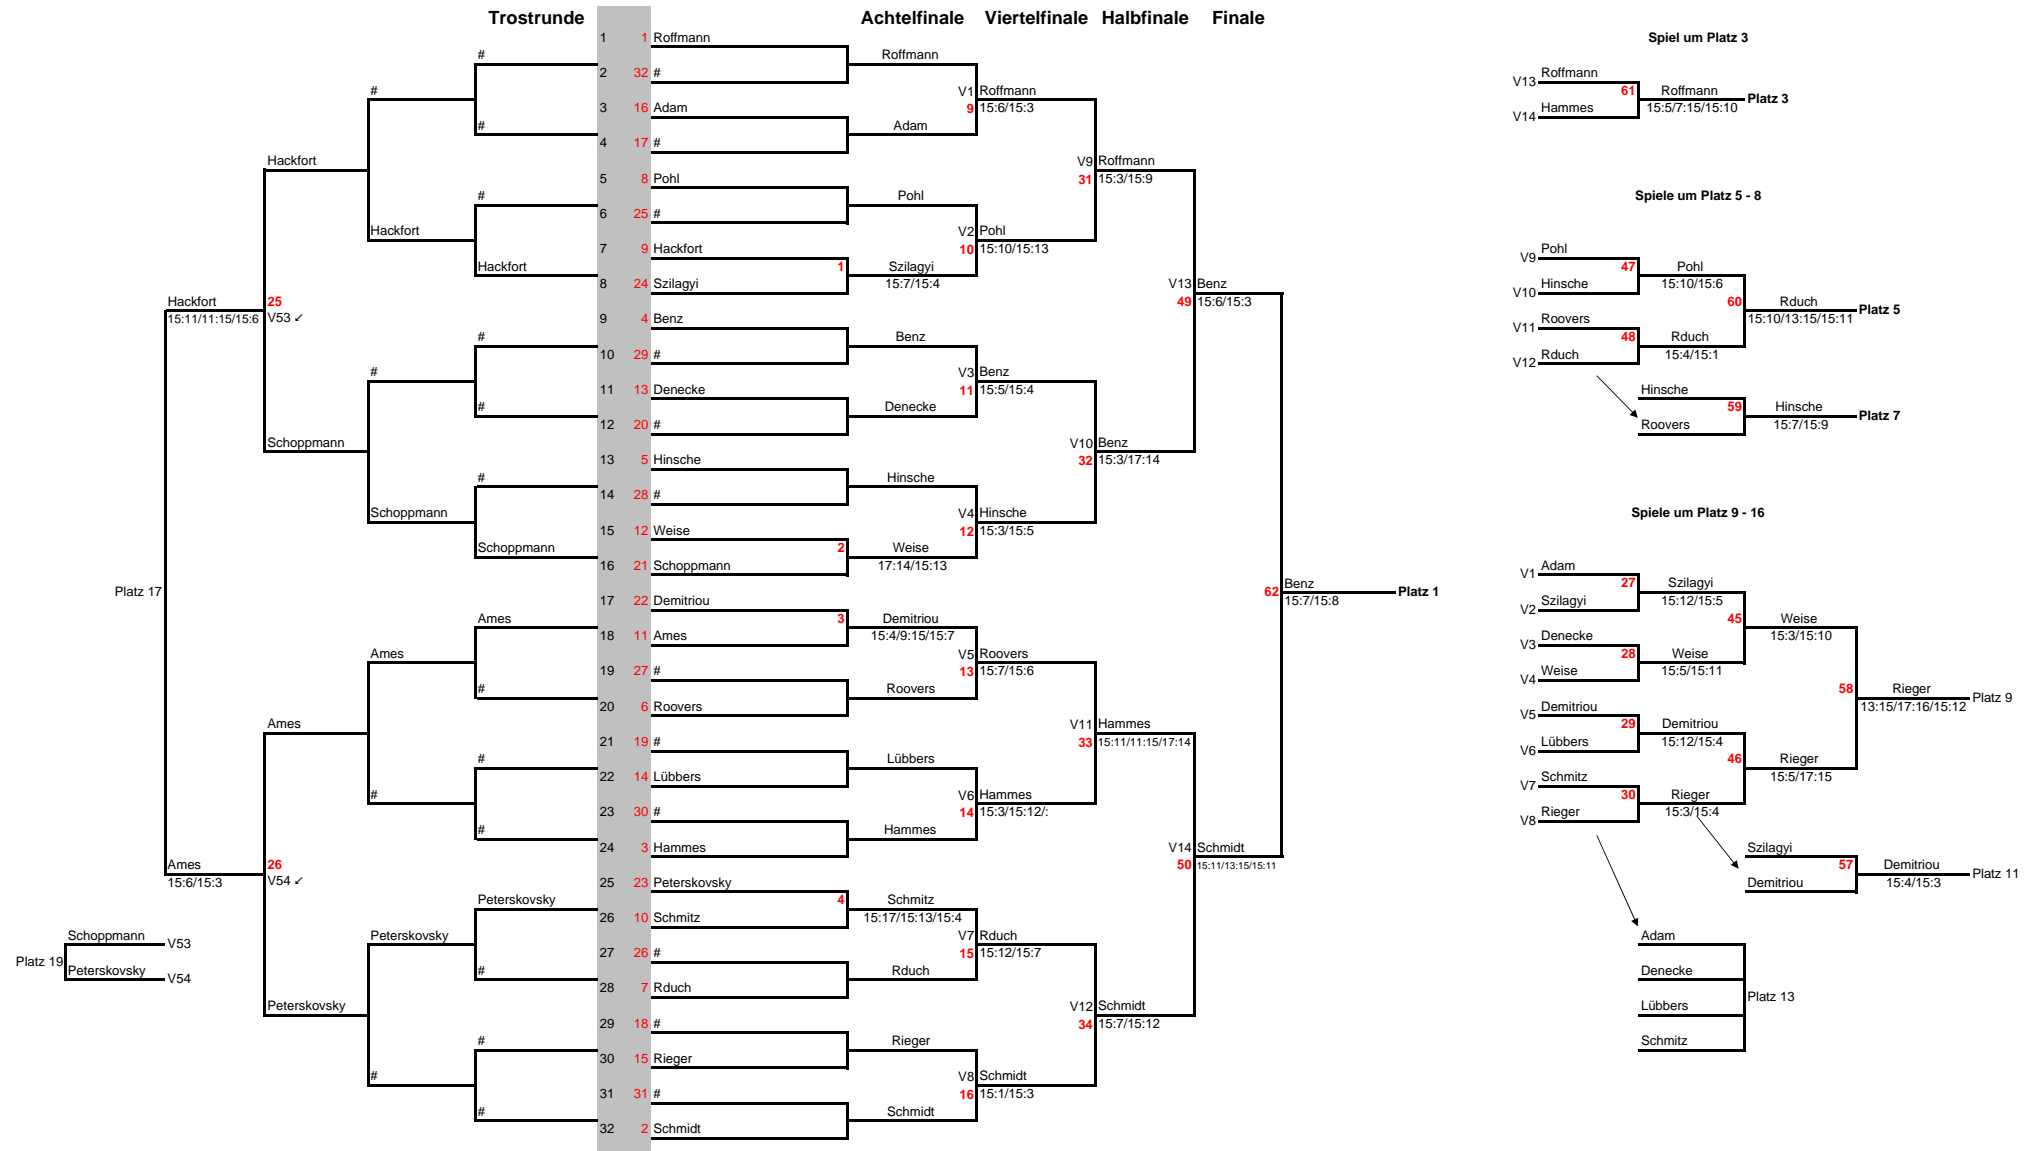 Trostrunde Achtelfinale Viertelfinale Halbfinale Finale
1 1 Roffmann
2 32 #
3 16 Adam
4 17 #
5 8 Pohl
6 25 #
7 9 Hackfort
8 24 Szilagyi
9 4 Benz
10 29 #
11 13 Denecke
12 20 #
13 5 Hinsche
14 28 #
15 12 Weise
16 21 Schoppmann
17 22 Demitriou
18 11 Ames
19 27 #
20 6 Roovers
21 19 #
22 14 Lübbers
23 30 #
24 3 Hammes
25 23 Peterskovsky
26 10 Schmitz
27 26 #
28 7 Rduch
29 18 #
30 15 Rieger
31 31 #
32 2 Schmidt
#
#
#
Hackfort
#
#
#
Schoppmann
Ames
#
#
#
Peterskovsky
#
#
#
#
Hackfort
#
Schoppmann
Ames
#
Peterskovsky
#
Hackfort
Schoppmann
Ames
Peterskovsky
Hackfort
15:11/11:15/15:6
25
V53 ↙
Ames
15:6/15:3
26
V54 ↙
Platz 17
Schoppmann V53
Platz 19
Peterskovsky V54
Roffmann
Adam
Pohl
1 Szilagyi
15:7/15:4
Benz
Denecke
Hinsche
2 Weise
17:14/15:13
3 Demitriou
15:4/9:15/15:7
Roovers
Lübbers
Hammes
4 Schmitz
15:17/15:13/15:4
Rduch
Rieger
Schmidt
V1 Roffmann
9 15:6/15:3
V2 Pohl
10 15:10/15:13
V3 Benz
11 15:5/15:4
V4 Hinsche
12 15:3/15:5
V5 Roovers
13 15:7/15:6
V6 Hammes
14 15:3/15:12/:
V7 Rduch
15 15:12/15:7
V8 Schmidt
16 15:1/15:3
V9 Roffmann
31 15:3/15:9
V10 Benz
32 15:3/17:14
V11 Hammes
33 15:11/11:15/17:14
V12 Schmidt
34 15:7/15:12
V13 Benz
49 15:6/15:3
V14 Schmidt
50 15:11/13:15/15:11
62 Benz Platz 1
15:7/15:8
Spiel um Platz 3
V13 Roffmann
V14 Hammes
61 Roffmann Platz 3
15:5/7:15/15:10
Spiele um Platz 5 - 8
V9 Pohl
V10 Hinsche
V11 Roovers
V12 Rduch
47 Pohl
15:10/15:6
48 Rduch
15:4/15:1
60 Rduch Platz 5
15:10/13:15/15:11
Hinsche
Roovers
59 Hinsche Platz 7
15:7/15:9
Spiele um Platz 9 - 16
V1 Adam
V2 Szilagyi
V3 Denecke
V4 Weise
V5 Demitriou
V6 Lübbers
V7 Schmitz
V8 Rieger
27 Szilagyi
15:12/15:5
28 Weise
15:5/15:11
29 Demitriou
15:12/15:4
30 Rieger
15:3/15:4
45 Weise
15:3/15:10
46 Rieger
15:5/17:15
58 Rieger Platz 9
13:15/17:16/15:12
Szilagyi
Demitriou
57 Demitriou Platz 11
15:4/15:3
Adam
Denecke
Lübbers
Schmitz
Platz 13